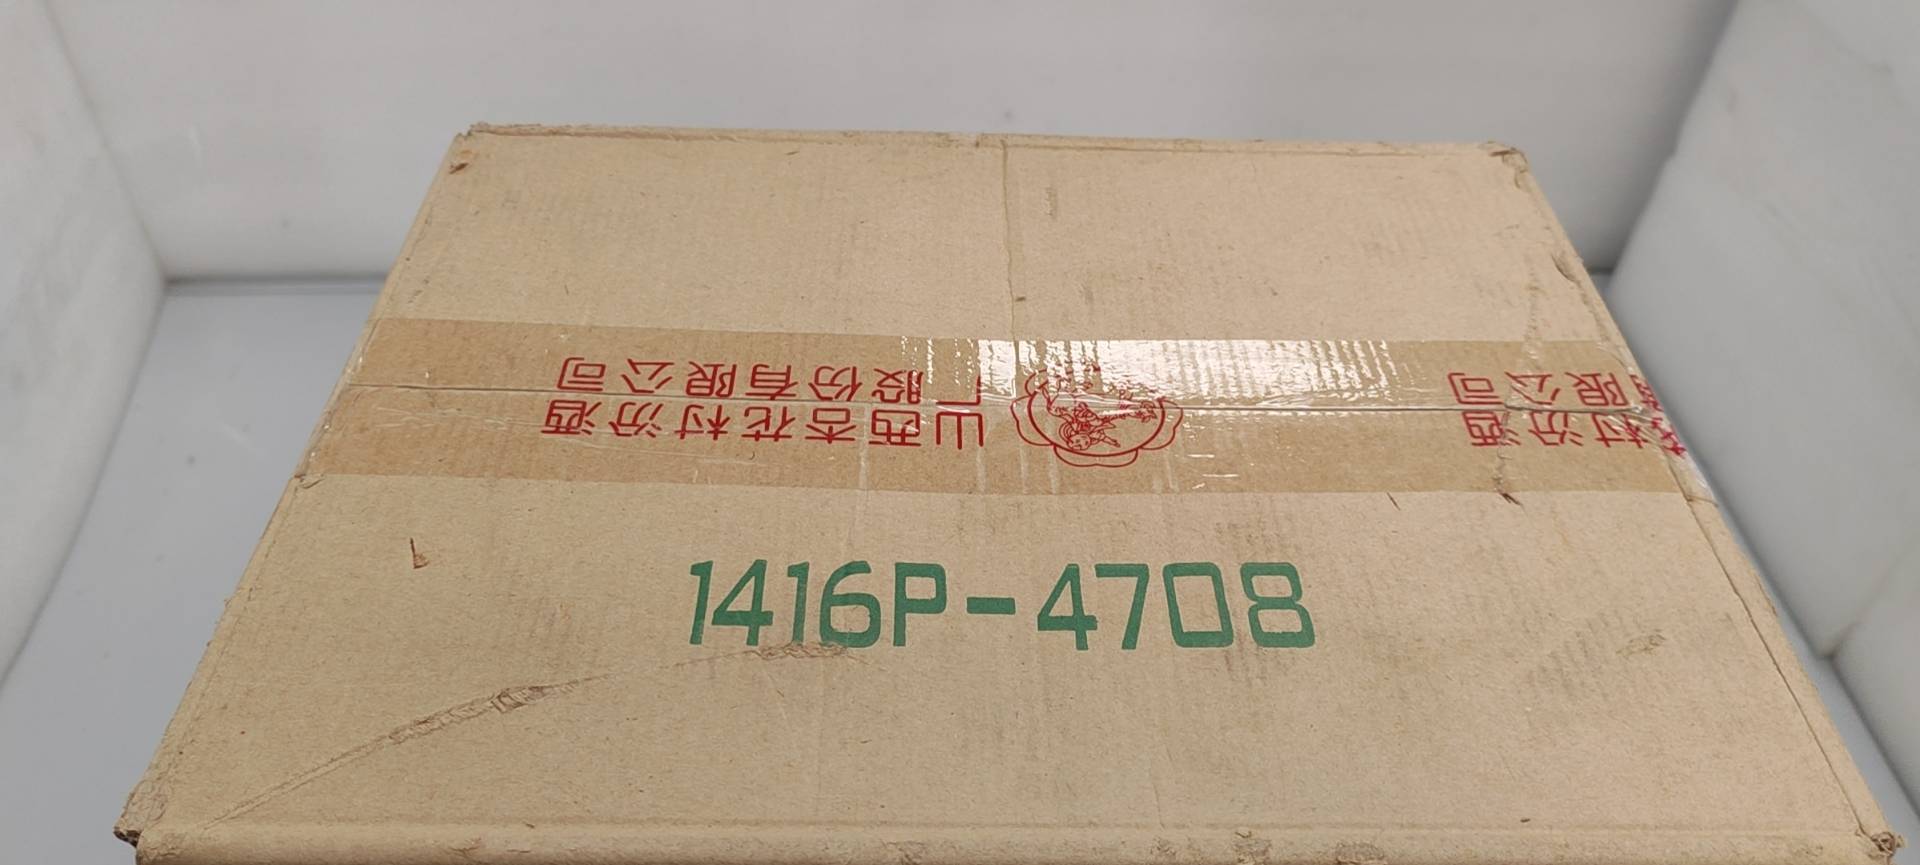 山西杏花村汾酒
厂股份有限公司
村汾酒
限公司
1416P-4708